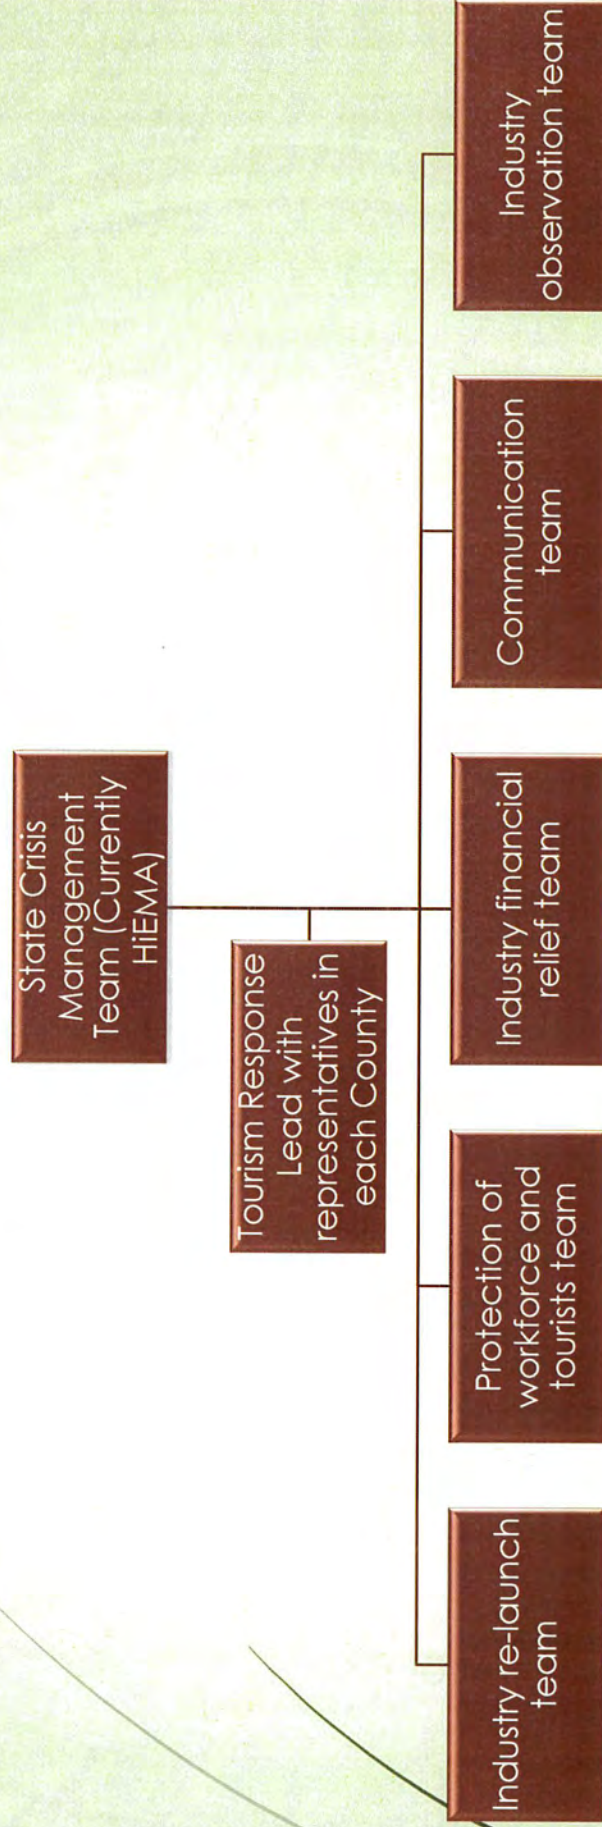 State Crisis
Management
Team (Currently
HiEMA)
Tourism Response
Lead with
representatives in
each County
Industry re-launch
team
Protection of
workforce and
tourists team
Industry financial
relief team
Communication
team
Industry
observation team